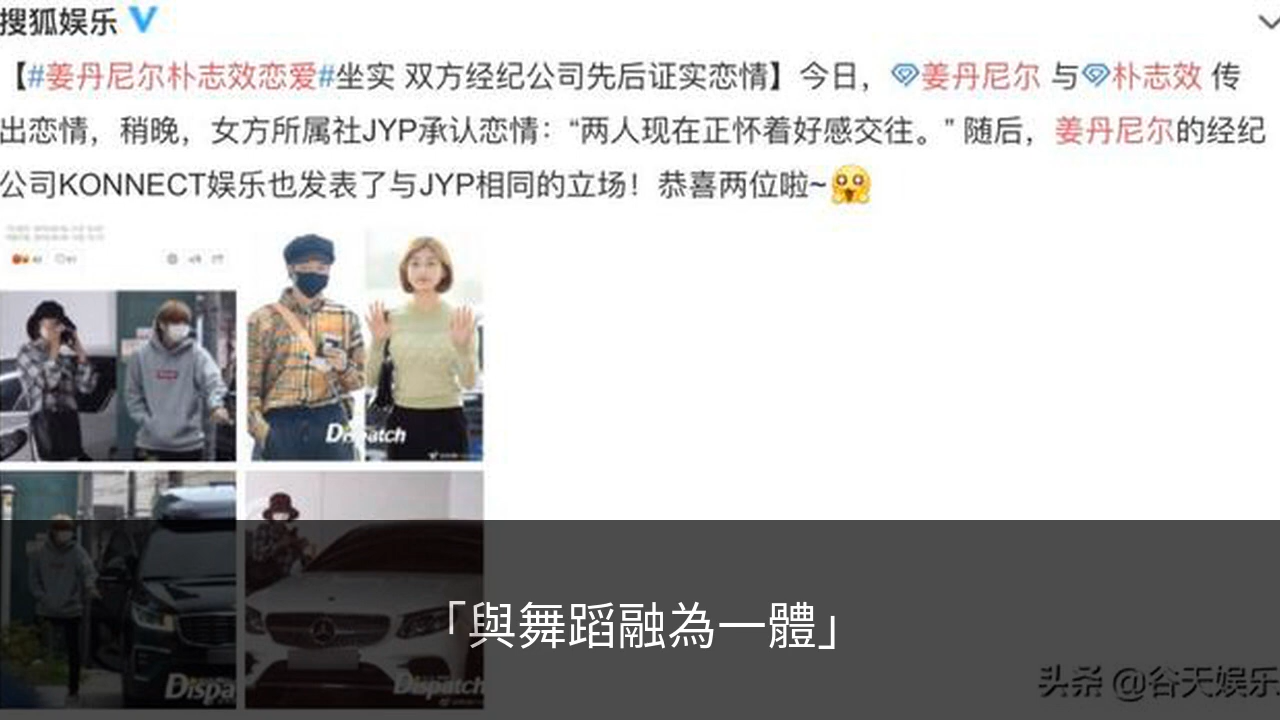 搜狐娱乐
【#姜丹尼尔朴志效恋爱#坐实 双方经纪公司先后证实恋情】今日，姜丹尼尔 与朴志效 传
出恋情，稍晚，女方所属社JYP承认恋情：“两人现在正怀着好感交往。” 随后，姜丹尼尔的经纪
公司KONNECT娱乐也发表了与JYP相同的立场！恭喜两位啦~
Dispatch
Dispa
Dispatch
「與舞蹈融為一體」
头条 @谷天娱乐